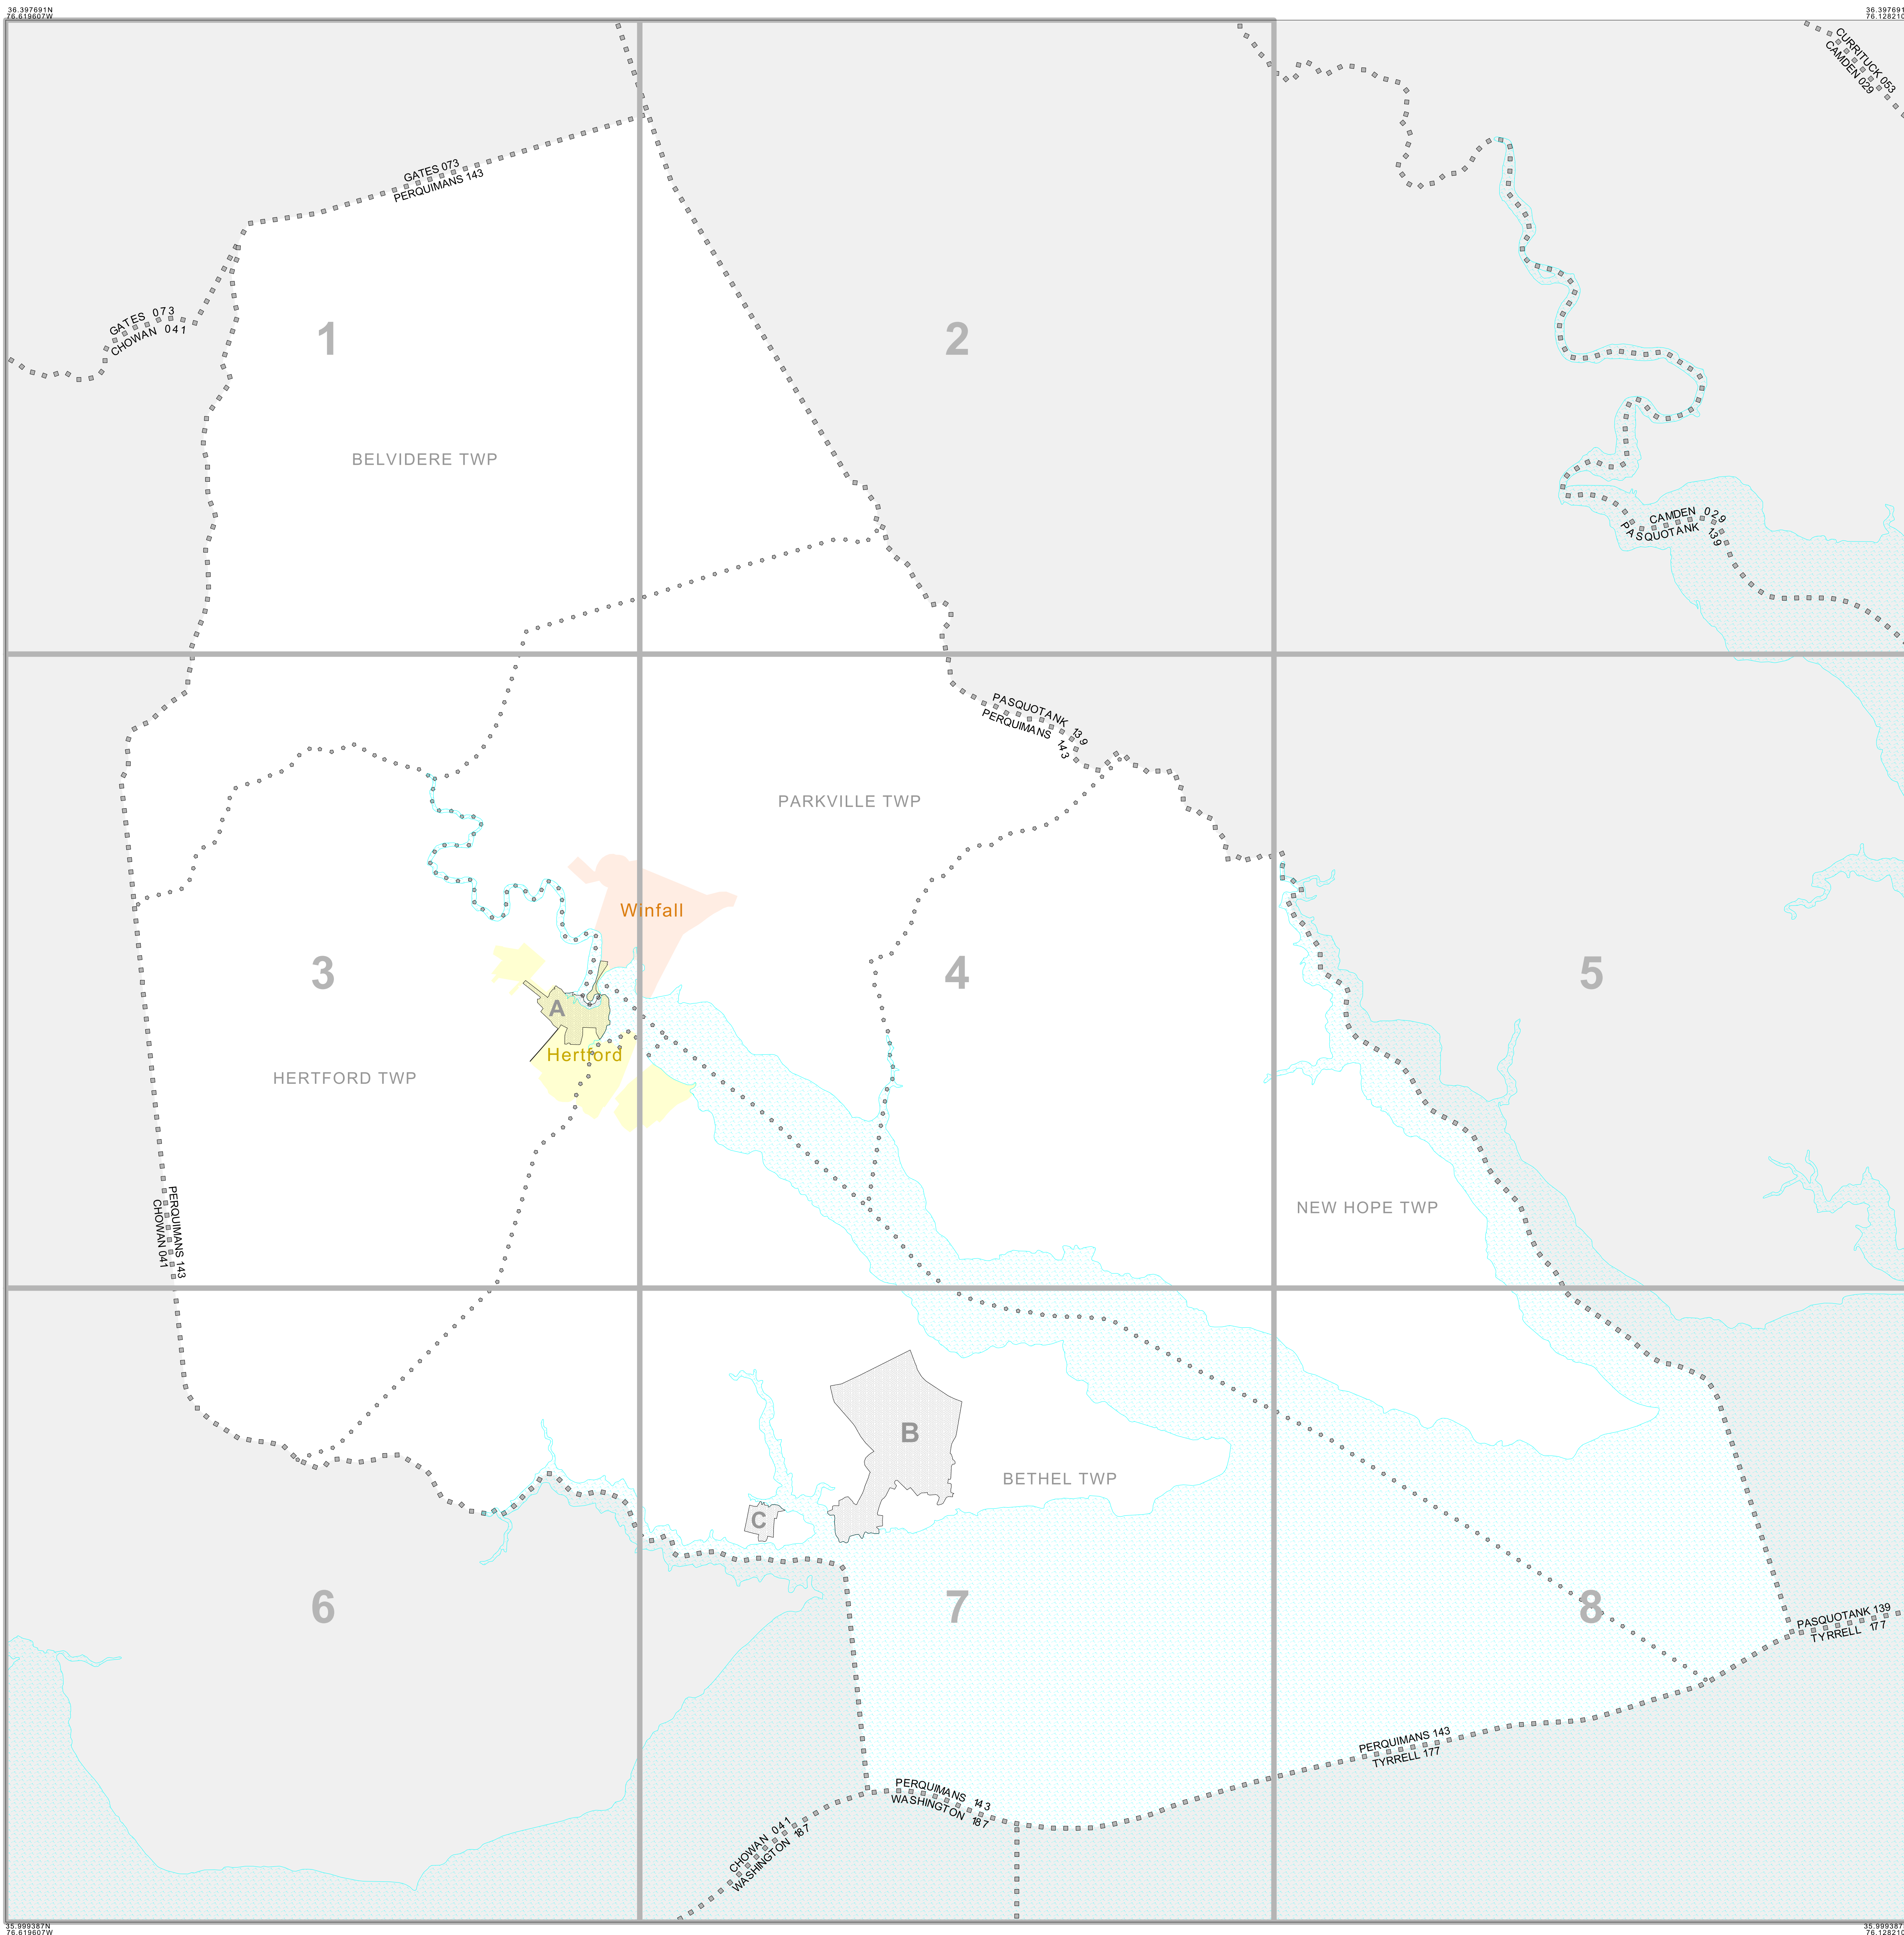 36.397691N
76.619607W
36.397691
76.128210
CURRITUCK 053
CAMDEN 029
GATES 073
PERQUIMANS 143
GATES 073
CHOWAN 041
1
2
BELVIDERE TWP
CAMDEN 029
PASQUOTANK 139
PASQUOTANK 139
PERQUIMANS 143
PARKVILLE TWP
Winfall
3
4
5
A
Hertford
HERTFORD TWP
PERQUIMANS 143
CHOWAN 041
NEW HOPE TWP
B
BETHEL TWP
C
6
7
8
PASQUOTANK 139
TYRRELL 177
PERQUIMANS 143
TYRRELL 177
PERQUIMANS 143
WASHINGTON 187
CHOWAN 041
WASHINGTON 187
35.999387N
76.619607W
35.999387
76.128210